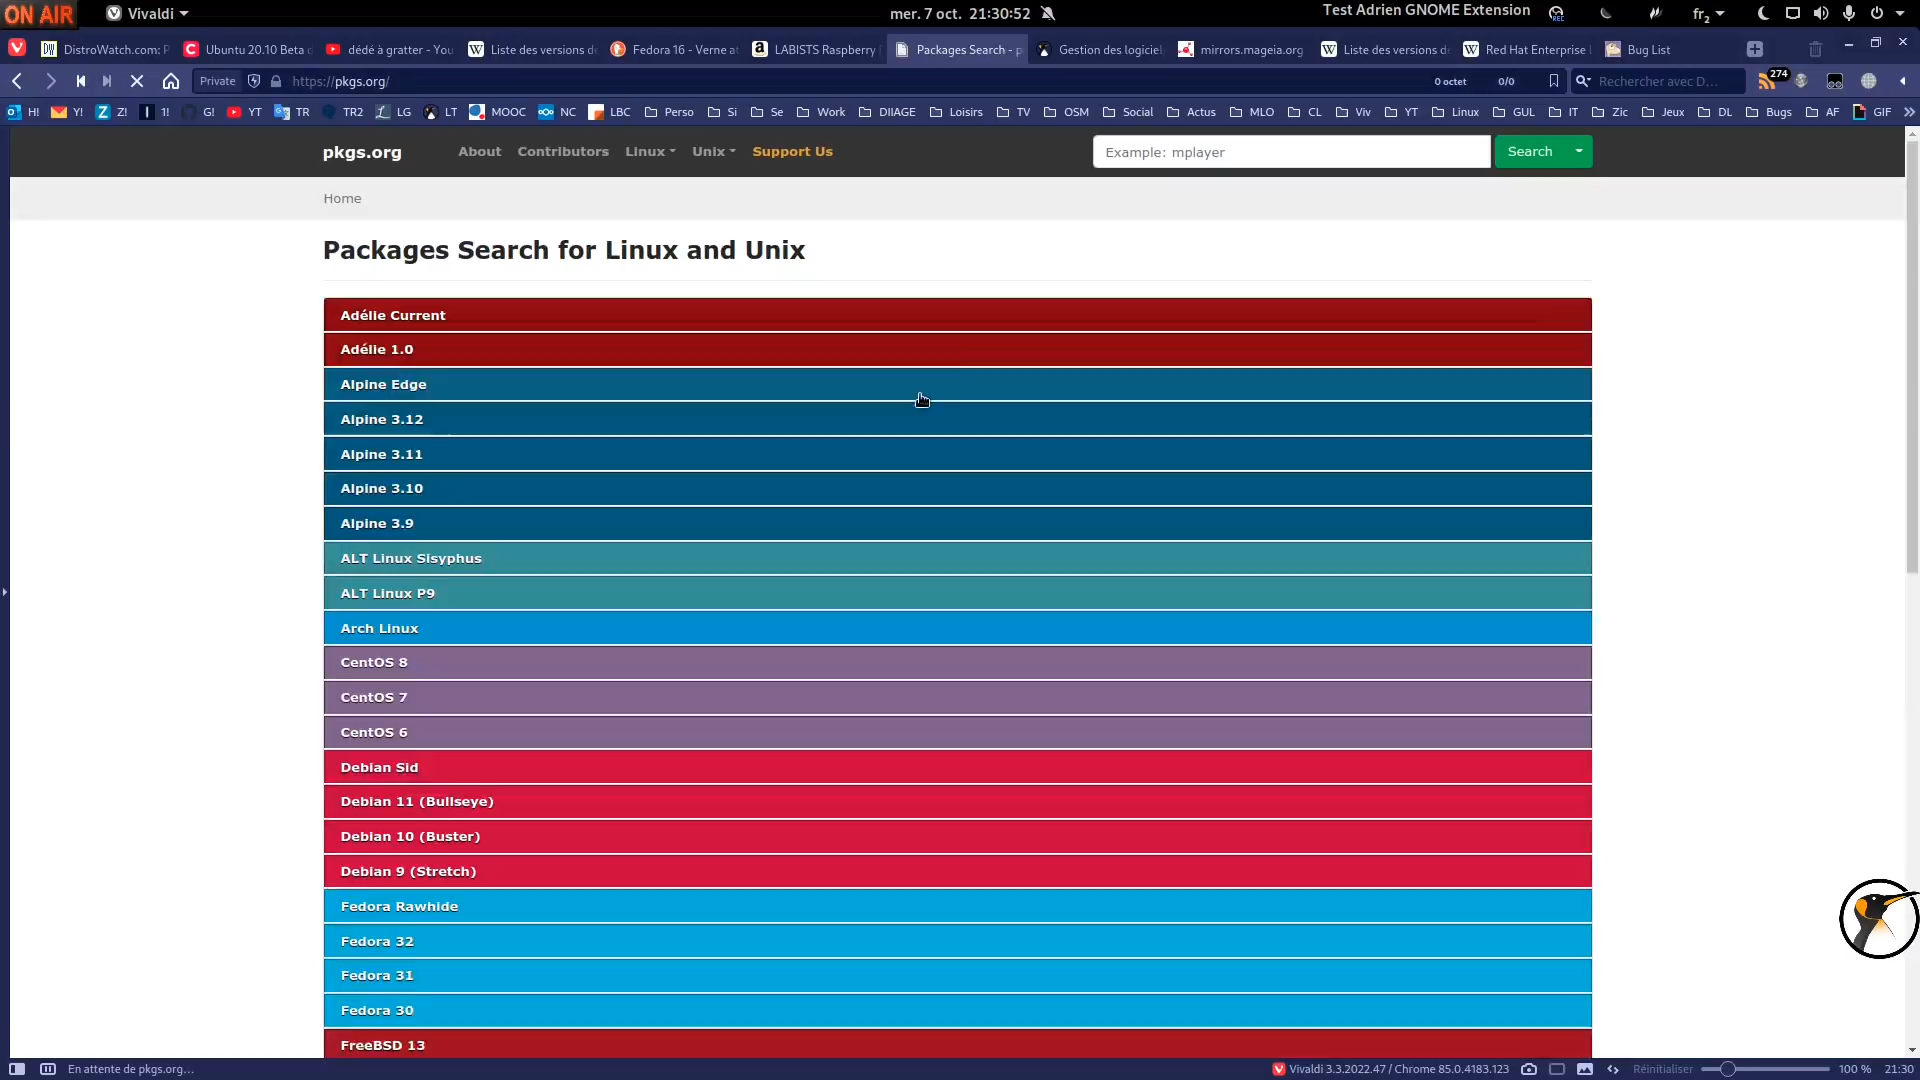 ON AIR
Vivaldi
mer. 7 oct. 21:30:52
Test Adrien GNOME Extension
REC
fr₂
DistroWatch.com: P
Ubuntu 20.10 Beta
dédé à gratter - You
Liste des versions de
Fedora 16 - Verne at
LABISTS Raspberry
Packages Search - p
Gestion des logiciel
mirrors.mageia.org
Liste des versions de
Red Hat Enterprise L
Bug List
Private
https://pkgs.org/
0 octet
0/0
Rechercher avec D...
274
H!
Y!
Z!
1!
G!
YT
TR
TR2
LG
LT
MOOC
NC
LBC
Perso
Si
Se
Work
DIIAGE
Loisirs
TV
OSM
Social
Actus
MLO
CL
Viv
YT
Linux
GUL
IT
Zic
Jeux
DL
Bugs
AF
GIF
pkgs.org
About
Contributors
Linux
Unix
Support Us
Example: mplayer
Search
Home
Packages Search for Linux and Unix
Adélie Current
Adélie 1.0
Alpine Edge
Alpine 3.12
Alpine 3.11
Alpine 3.10
Alpine 3.9
ALT Linux Sisyphus
ALT Linux P9
Arch Linux
CentOS 8
CentOS 7
CentOS 6
Debian Sid
Debian 11 (Bullseye)
Debian 10 (Buster)
Debian 9 (Stretch)
Fedora Rawhide
Fedora 32
Fedora 31
Fedora 30
FreeBSD 13
En attente de pkgs.org...
Vivaldi 3.3.2022.47 / Chrome 85.0.4183.123
Réinitialiser
100 %
21:30